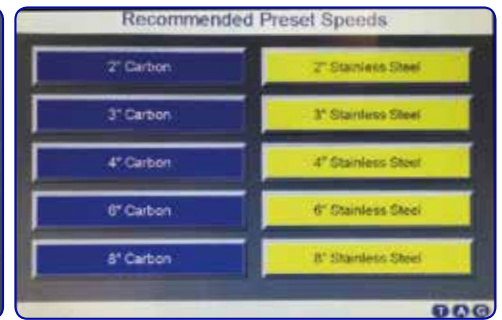 Recommended Preset Speeds
2" Carbon
2" Stainless Steel
3" Carbon
3" Stainless Steel
4" Carbon
4" Stainless Steel
6" Carbon
6" Stainless Steel
8" Carbon
8" Stainless Steel
TAG